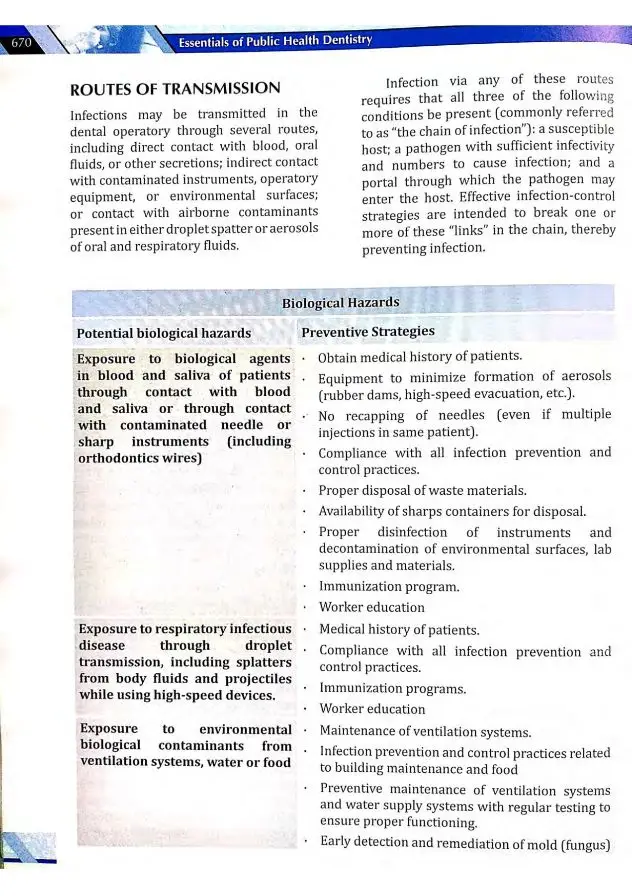 670
Essentials of Public Health Dentistry
ROUTES OF TRANSMISSION
Infections may be transmitted in the
dental operatory through several routes,
including direct contact with blood, oral
fluids, or other secretions; indirect contact
with contaminated instruments, operatory
equipment, or environmental surfaces;
or contact with airborne contaminants
present in either droplet spatter or aerosols
of oral and respiratory fluids.
Infection via any of these routes
requires that all three of the following
conditions be present (commonly referred
to as “the chain of infection”): a susceptible
host; a pathogen with sufficient infectivity
and numbers to cause infection; and a
portal through which the pathogen may
enter the host. Effective infection-control
strategies are intended to break one or
more of these “links” in the chain, thereby
preventing infection.
Biological Hazards
Potential biological hazards
Preventive Strategies
Exposure to biological agents
in blood and saliva of patients
through contact with blood
and saliva or through contact
with contaminated needle or
sharp instruments (including
orthodontics wires)
· Obtain medical history of patients.
· Equipment to minimize formation of aerosols
(rubber dams, high-speed evacuation, etc.).
· No recapping of needles (even if multiple
injections in same patient).
· Compliance with all infection prevention and
control practices.
· Proper disposal of waste materials.
· Availability of sharps containers for disposal.
· Proper disinfection of instruments and
decontamination of environmental surfaces, lab
supplies and materials.
· Immunization program.
· Worker education
Exposure to respiratory infectious
disease through droplet
transmission, including splatters
from body fluids and projectiles
while using high-speed devices.
· Medical history of patients.
· Compliance with all infection prevention and
control practices.
· Immunization programs.
· Worker education
Exposure to environmental
biological contaminants from
ventilation systems, water or food
· Maintenance of ventilation systems.
· Infection prevention and control practices related
to building maintenance and food
· Preventive maintenance of ventilation systems
and water supply systems with regular testing to
ensure proper functioning.
· Early detection and remediation of mold (fungus)